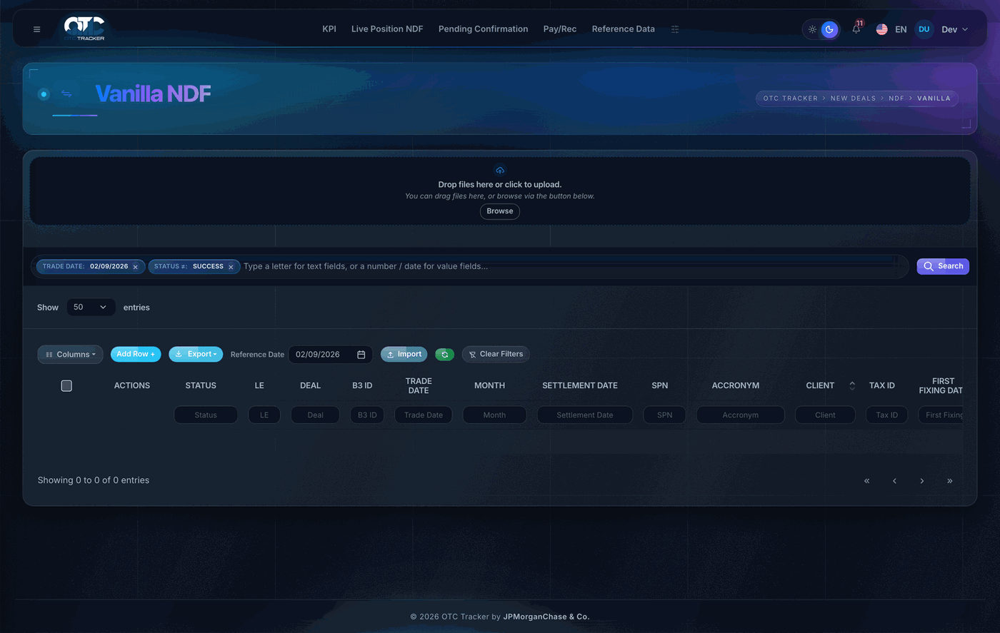 OTC
TRACKER
KPI
Live Position NDF
Pending Confirmation
Pay/Rec
Reference Data
11
EN
DU
Dev
Vanilla NDF
OTC TRACKER > NEW DEALS > NDF > VANILLA
Drop files here or click to upload.
You can drag files here, or browse via the button below.
Browse
TRADE DATE: 02/09/2026 ×
STATUS ≠: SUCCESS ×
Type a letter for text fields, or a number / date for value fields...
Search
Show 50 entries
Columns
Add Row +
Export
Reference Date 02/09/2026
Import
Clear Filters
ACTIONS
STATUS
LE
DEAL
B3 ID
TRADE
DATE
MONTH
SETTLEMENT DATE
SPN
ACCRONYM
CLIENT
TAX ID
FIRST
FIXING DAT
Status
LE
Deal
B3 ID
Trade Date
Month
Settlement Date
SPN
Accronym
Client
Tax ID
First Fixing
Showing 0 to 0 of 0 entries
« ‹ › »
© 2026 OTC Tracker by JPMorganChase & Co.